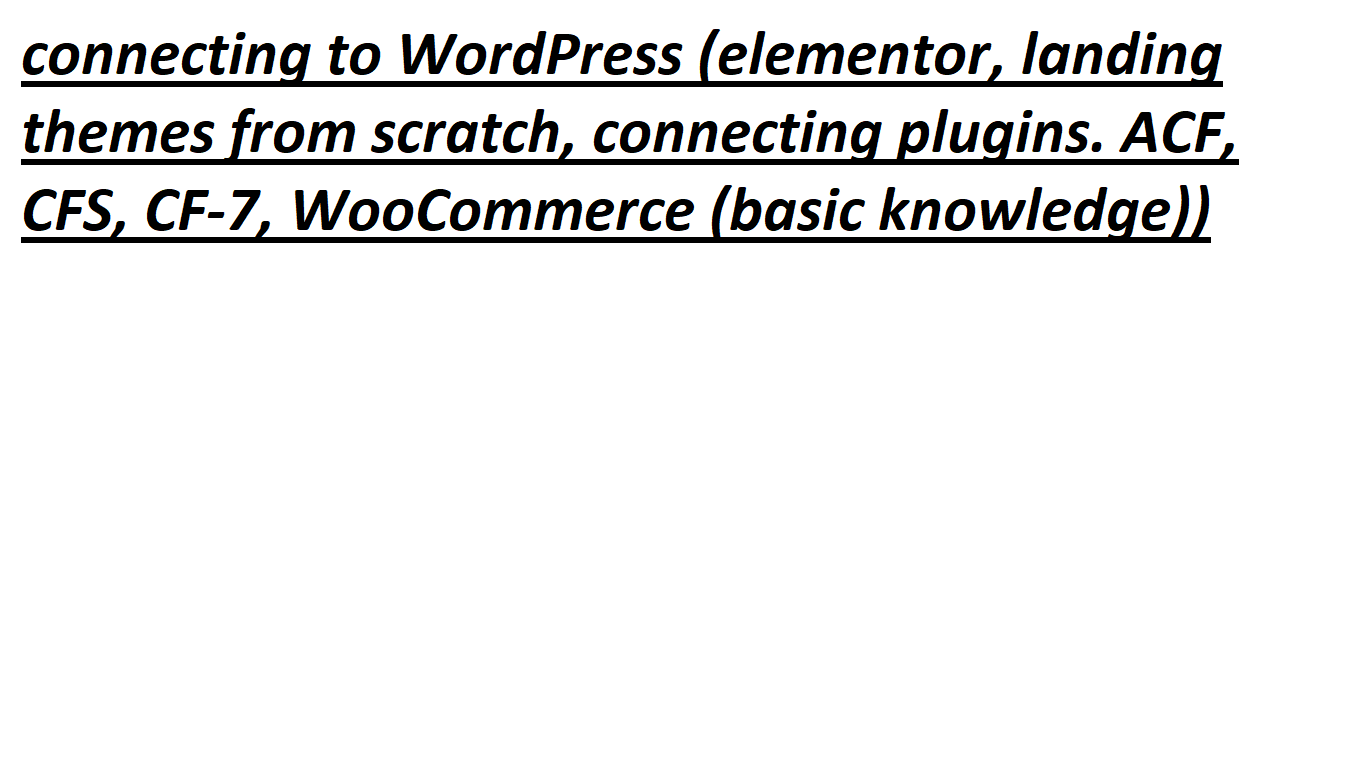 connecting to WordPress (elementor, landing
themes from scratch, connecting plugins. ACF,
CFS, CF-7, WooCommerce (basic knowledge))